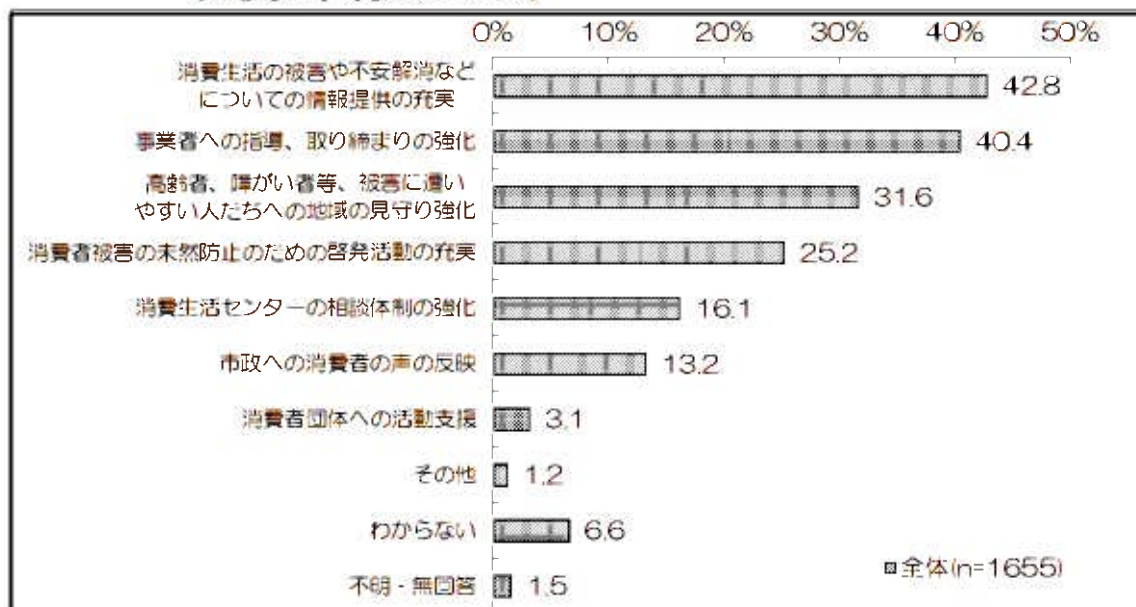 0% 10% 20% 30% 40% 50%
消費生活の被害や不安解消など
についての情報提供の充実
42.8
事業者への指導、取り締まりの強化
40.4
高齢者、障がい者等、被害に遭い
やすい人たちへの地域の見守り強化
31.6
消費者被害の未然防止のための啓発活動の充実
25.2
消費生活センターの相談体制の強化
16.1
市政への消費者の声の反映
13.2
消費者団体への活動支援
3.1
その他
1.2
わからない
6.6
不明・無回答
1.5
全体(n=1655)